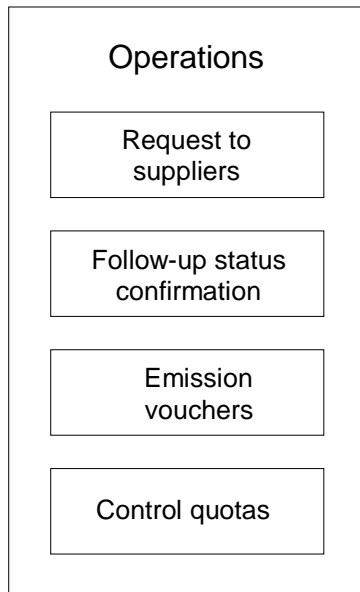 Operations
Request to
suppliers
Follow-up status
confirmation
Emission
vouchers
Control quotas